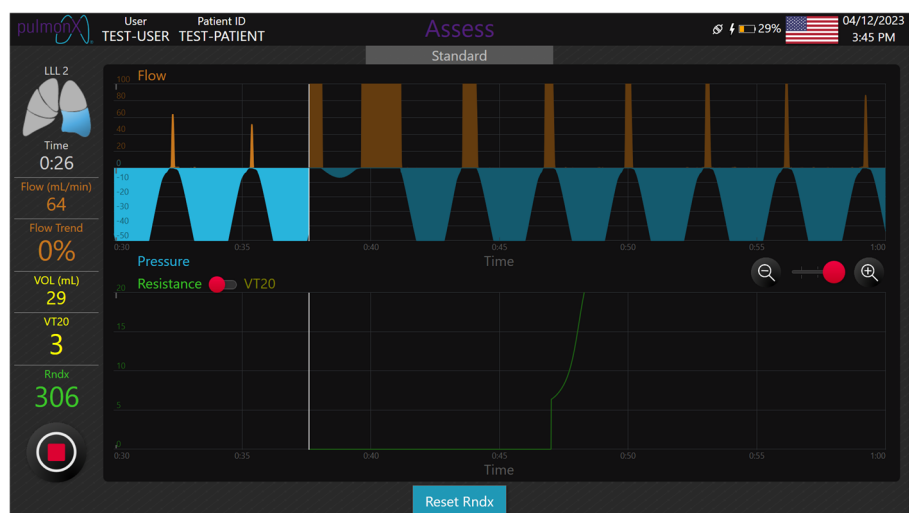 pulmonx
User
TEST-USER
Patient ID
TEST-PATIENT
Assess
29%
04/12/2023
3:45 PM
Standard
LLL 2
Time
0:26
Flow (mL/min)
64
Flow Trend
0%
VOL (mL)
29
VT20
3
Rndx
306
Flow
100
80
60
40
20
0
-10
-20
-30
-40
-50
0:30 0:35 0:40 0:45 0:50 0:55 1:00
Pressure
Time
Resistance VT20
20
15
10
5
0
0:30 0:35 0:40 0:45 0:50 0:55 1:00
Time
Reset Rndx